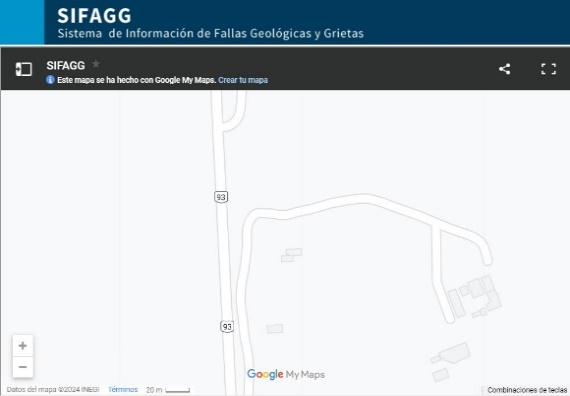 SIFAGG
Sistema de Información de Fallas Geológicas y Grietas
SIFAGG
Este mapa se ha hecho con Google My Maps. Crear tu mapa
93
93
+
−
Google My Maps
Datos del mapa ©2024 INEGI Términos 20 m Combinaciones de teclas